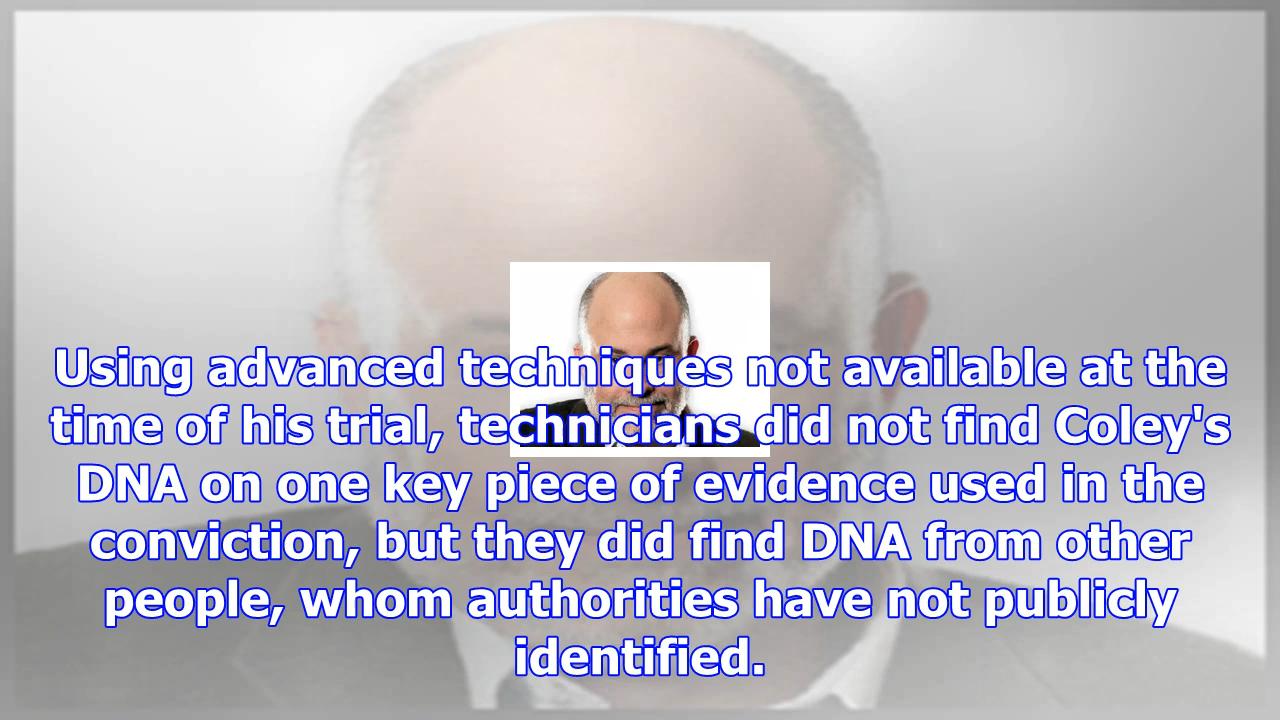 Using advanced techniques not available at the
time of his trial, technicians did not find Coley's
DNA on one key piece of evidence used in the
conviction, but they did find DNA from other
people, whom authorities have not publicly
identified.